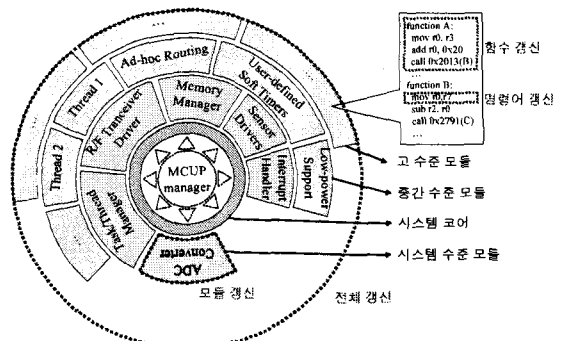 ...
Ad-hoc Routing
User-defined
Soft Timers
Thread 1
Thread 2
R/F Tranceiver
Driver
Memory
Manager
Sensor
Drivers
Interrupt
Handler
Low-power
Support
Task/Thread
Manager
MCUP
manager
ADC
Converter
...
function A:
mov r0, r3
add r0, 0x20
call 0x2013(B)
...
function B:
mov r0,r7
sub r2, r0
call 0x2791(C)
...
함수 갱신
명령어 갱신
고 수준 모듈
중간 수준 모듈
시스템 코어
시스템 수준 모듈
모듈 갱신
전체 갱신